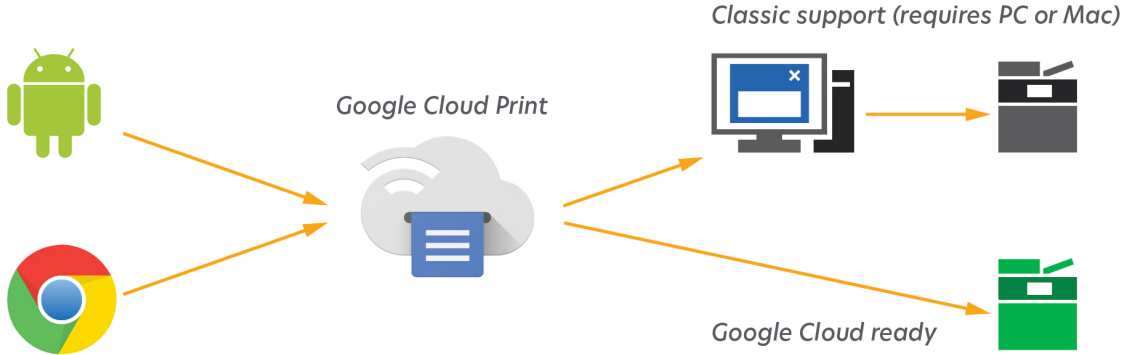 Classic support (requires PC or Mac)
Google Cloud Print
Google Cloud ready